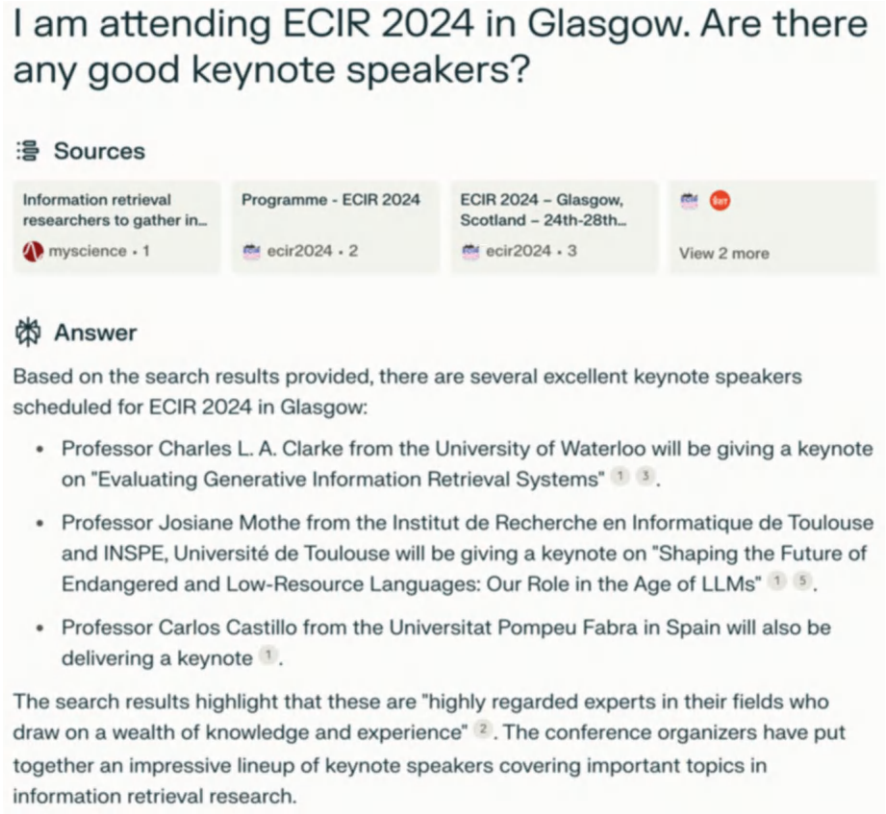 I am attending ECIR 2024 in Glasgow. Are there
any good keynote speakers?
Sources
Information retrieval
researchers to gather in...
myscience · 1
Programme - ECIR 2024
ecir2024 · 2
ECIR 2024 – Glasgow,
Scotland – 24th-28th...
ecir2024 · 3
View 2 more
Answer
Based on the search results provided, there are several excellent keynote speakers
scheduled for ECIR 2024 in Glasgow:
• Professor Charles L. A. Clarke from the University of Waterloo will be giving a keynote
on "Evaluating Generative Information Retrieval Systems" 1 3 .
• Professor Josiane Mothe from the Institut de Recherche en Informatique de Toulouse
and INSPE, Université de Toulouse will be giving a keynote on "Shaping the Future of
Endangered and Low-Resource Languages: Our Role in the Age of LLMs" 1 5 .
• Professor Carlos Castillo from the Universitat Pompeu Fabra in Spain will also be
delivering a keynote 1 .
The search results highlight that these are "highly regarded experts in their fields who
draw on a wealth of knowledge and experience" 2 . The conference organizers have put
together an impressive lineup of keynote speakers covering important topics in
information retrieval research.